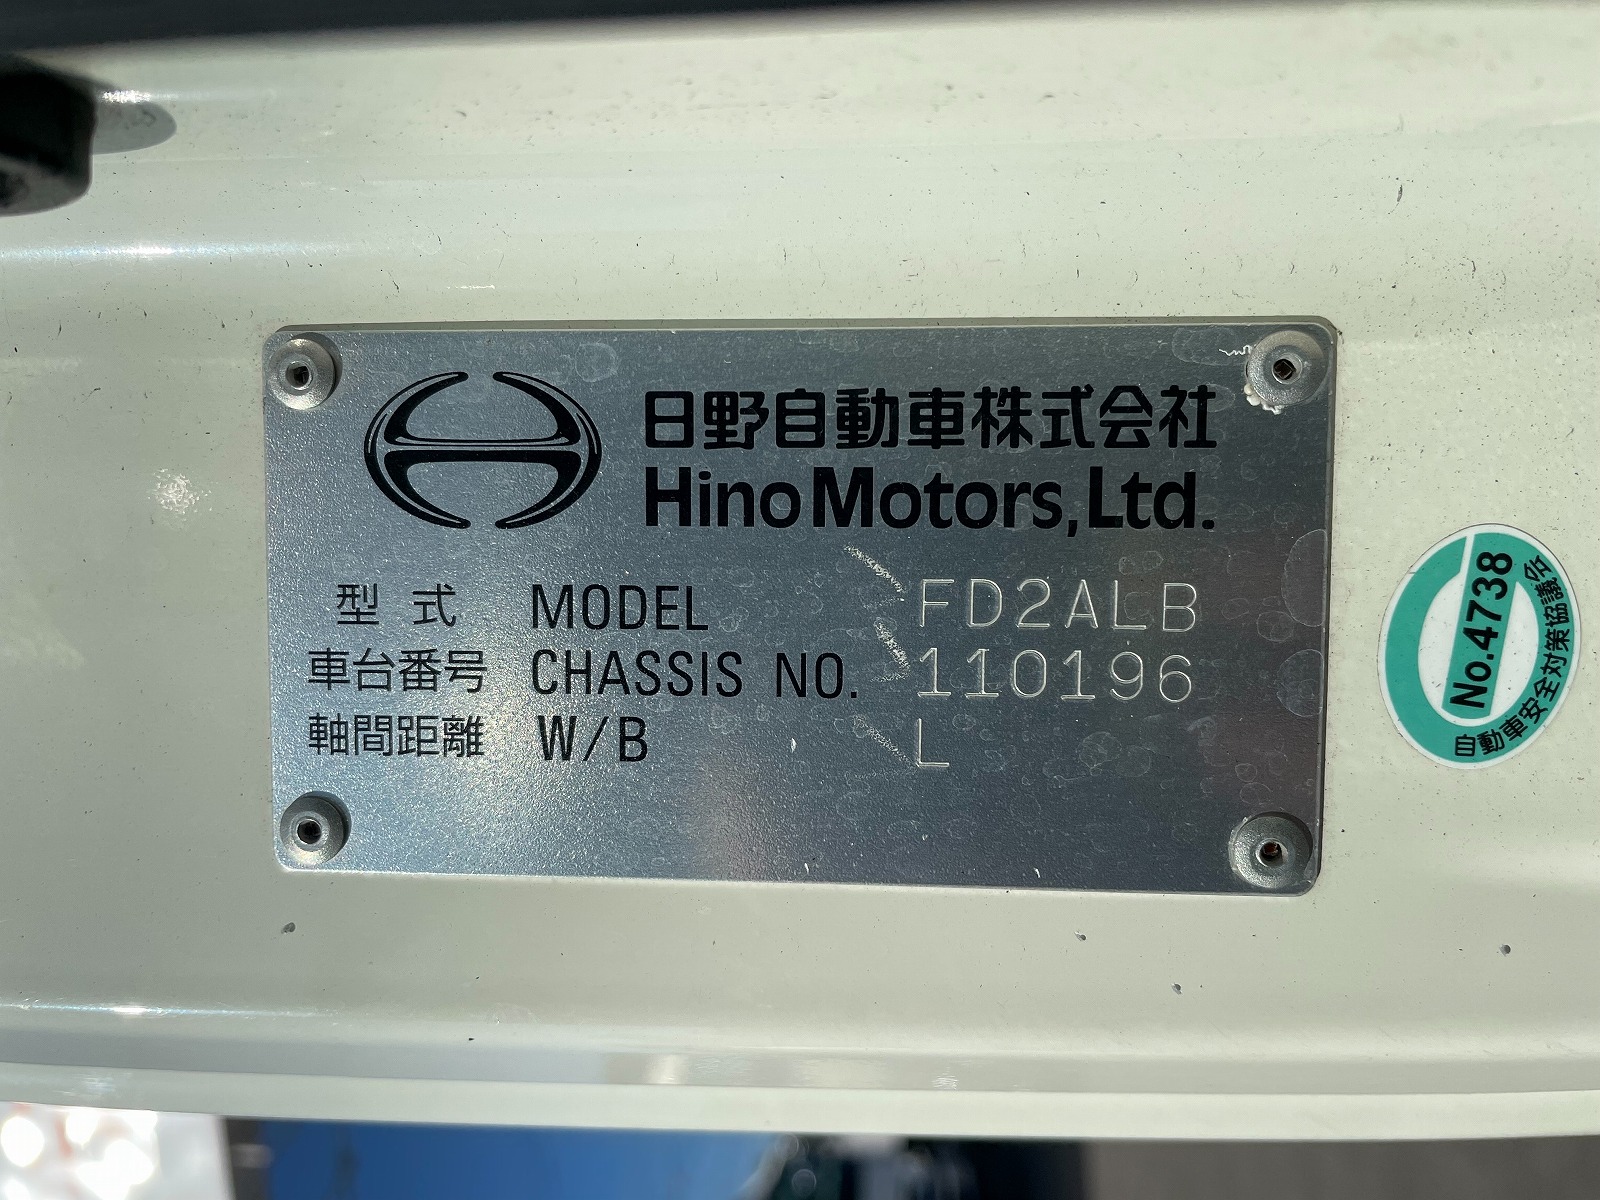 日野自動車株式会社
Hino Motors, Ltd.
型式 MODEL FD2ALB
車台番号 CHASSIS NO. 110196
軸間距離 W/B L
No.4738
自動車安全対策協議会